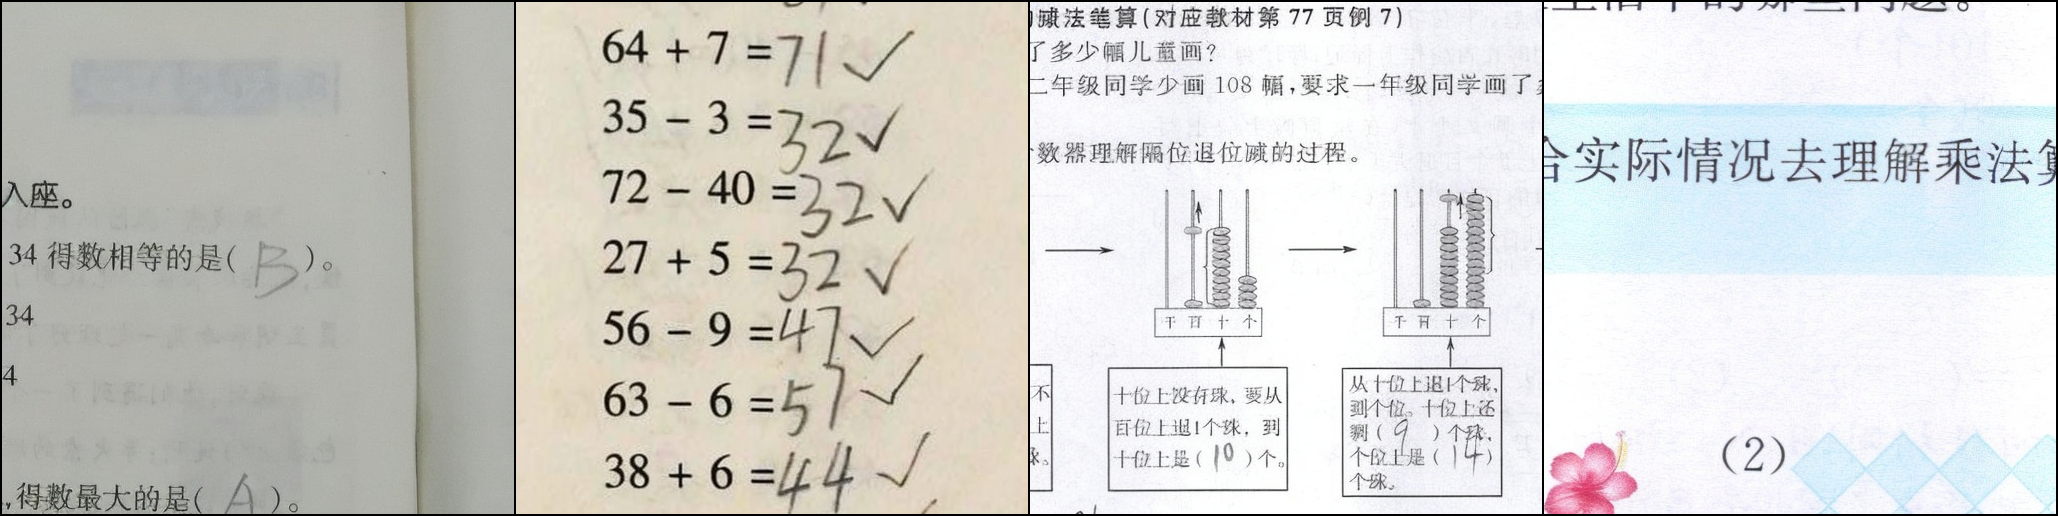 入座。
34 得数相等的是( B )。
34
4
,得数最大的是( A )。
64 + 7 =71✓
35 − 3 =32✓
72 − 40 =32✓
27 + 5 =32✓
56 − 9 =47✓
63 − 6 =57✓
38 + 6 =44✓
减法笔算(对应教材第 77 页例 7)
了多少幅儿童画?
二年级同学少画 108 幅,要求一年级同学画了
数器理解隔位退位减的过程。
千 百 十 个
千 百 十 个
不
上
十位上没有珠,要从
百位上退1个珠,到
十位上是( 10 )个。
从十位上退1个珠,
到个位。十位上还
剩( 9 )个珠,
个位上是( 14 )
个珠。
合实际情况去理解乘法算
(2)